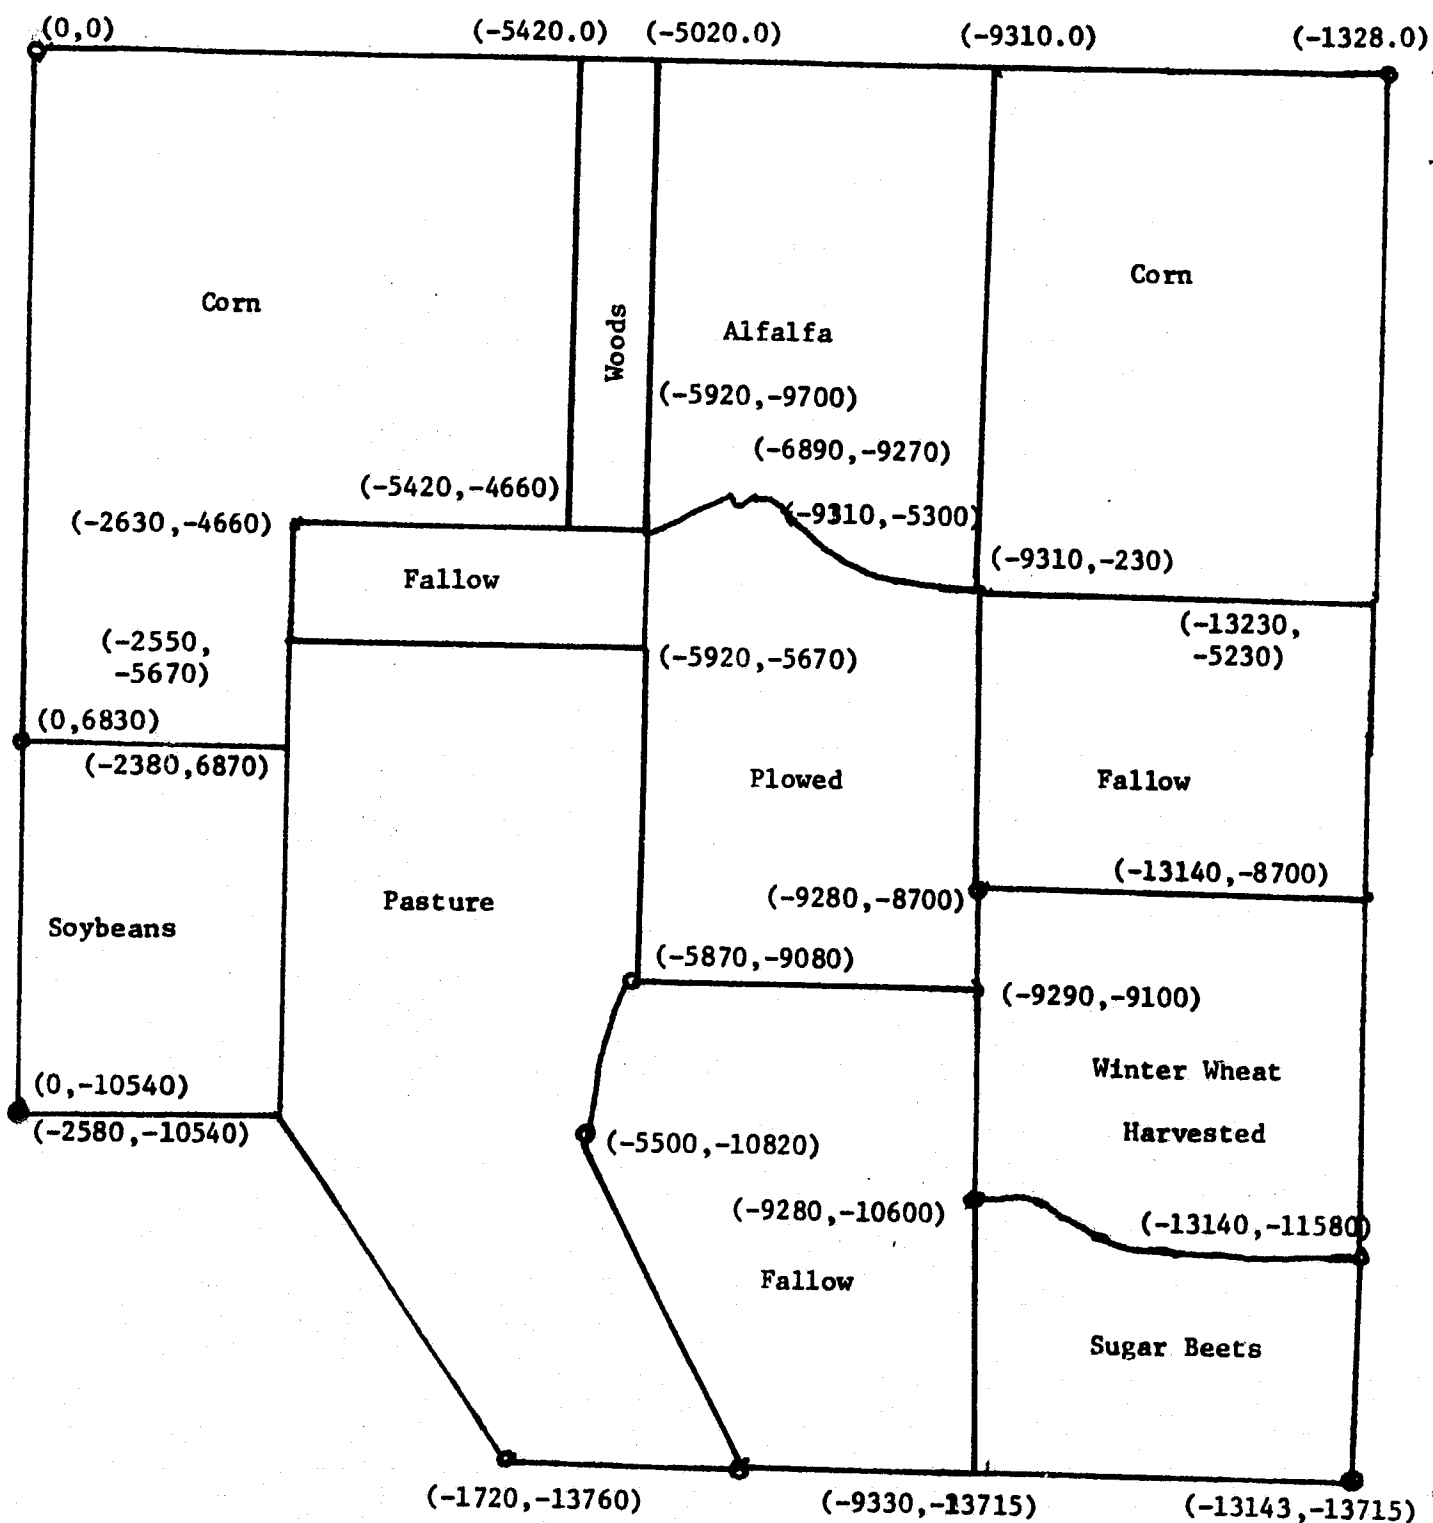 (0,0)
(-5420.0)
(-5020.0)
(-9310.0)
(-1328.0)
Corn
Woods
Alfalfa
Corn
(-5920,-9700)
(-6890,-9270)
(-5420,-4660)
(-9310,-5300)
(-2630,-4660)
(-9310,-230)
Fallow
(-13230,
-5230)
(-2550,
-5670)
(-5920,-5670)
(0,6830)
(-2380,6870)
Plowed
Fallow
(-13140,-8700)
(-9280,-8700)
Pasture
Soybeans
(-5870,-9080)
(-9290,-9100)
Winter Wheat
Harvested
(0,-10540)
(-2580,-10540)
(-5500,-10820)
(-9280,-10600)
(-13140,-11580)
Fallow
Sugar Beets
(-1720,-13760)
(-9330,-13715)
(-13143,-13715)